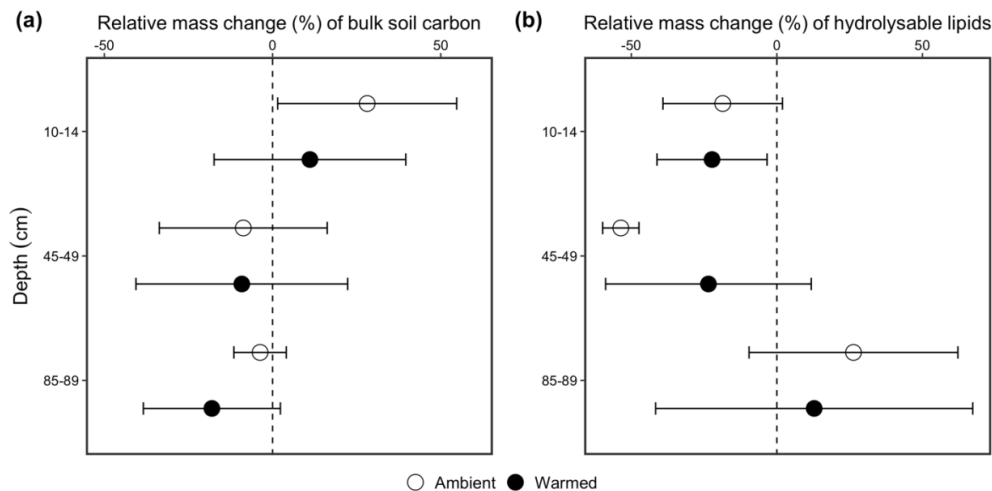 (a) Relative mass change (%) of bulk soil carbon
-50 0 50
(b) Relative mass change (%) of hydrolysable lipids
-50 0 50
Depth (cm)
10-14
45-49
85-89
10-14
45-49
85-89
Ambient Warmed